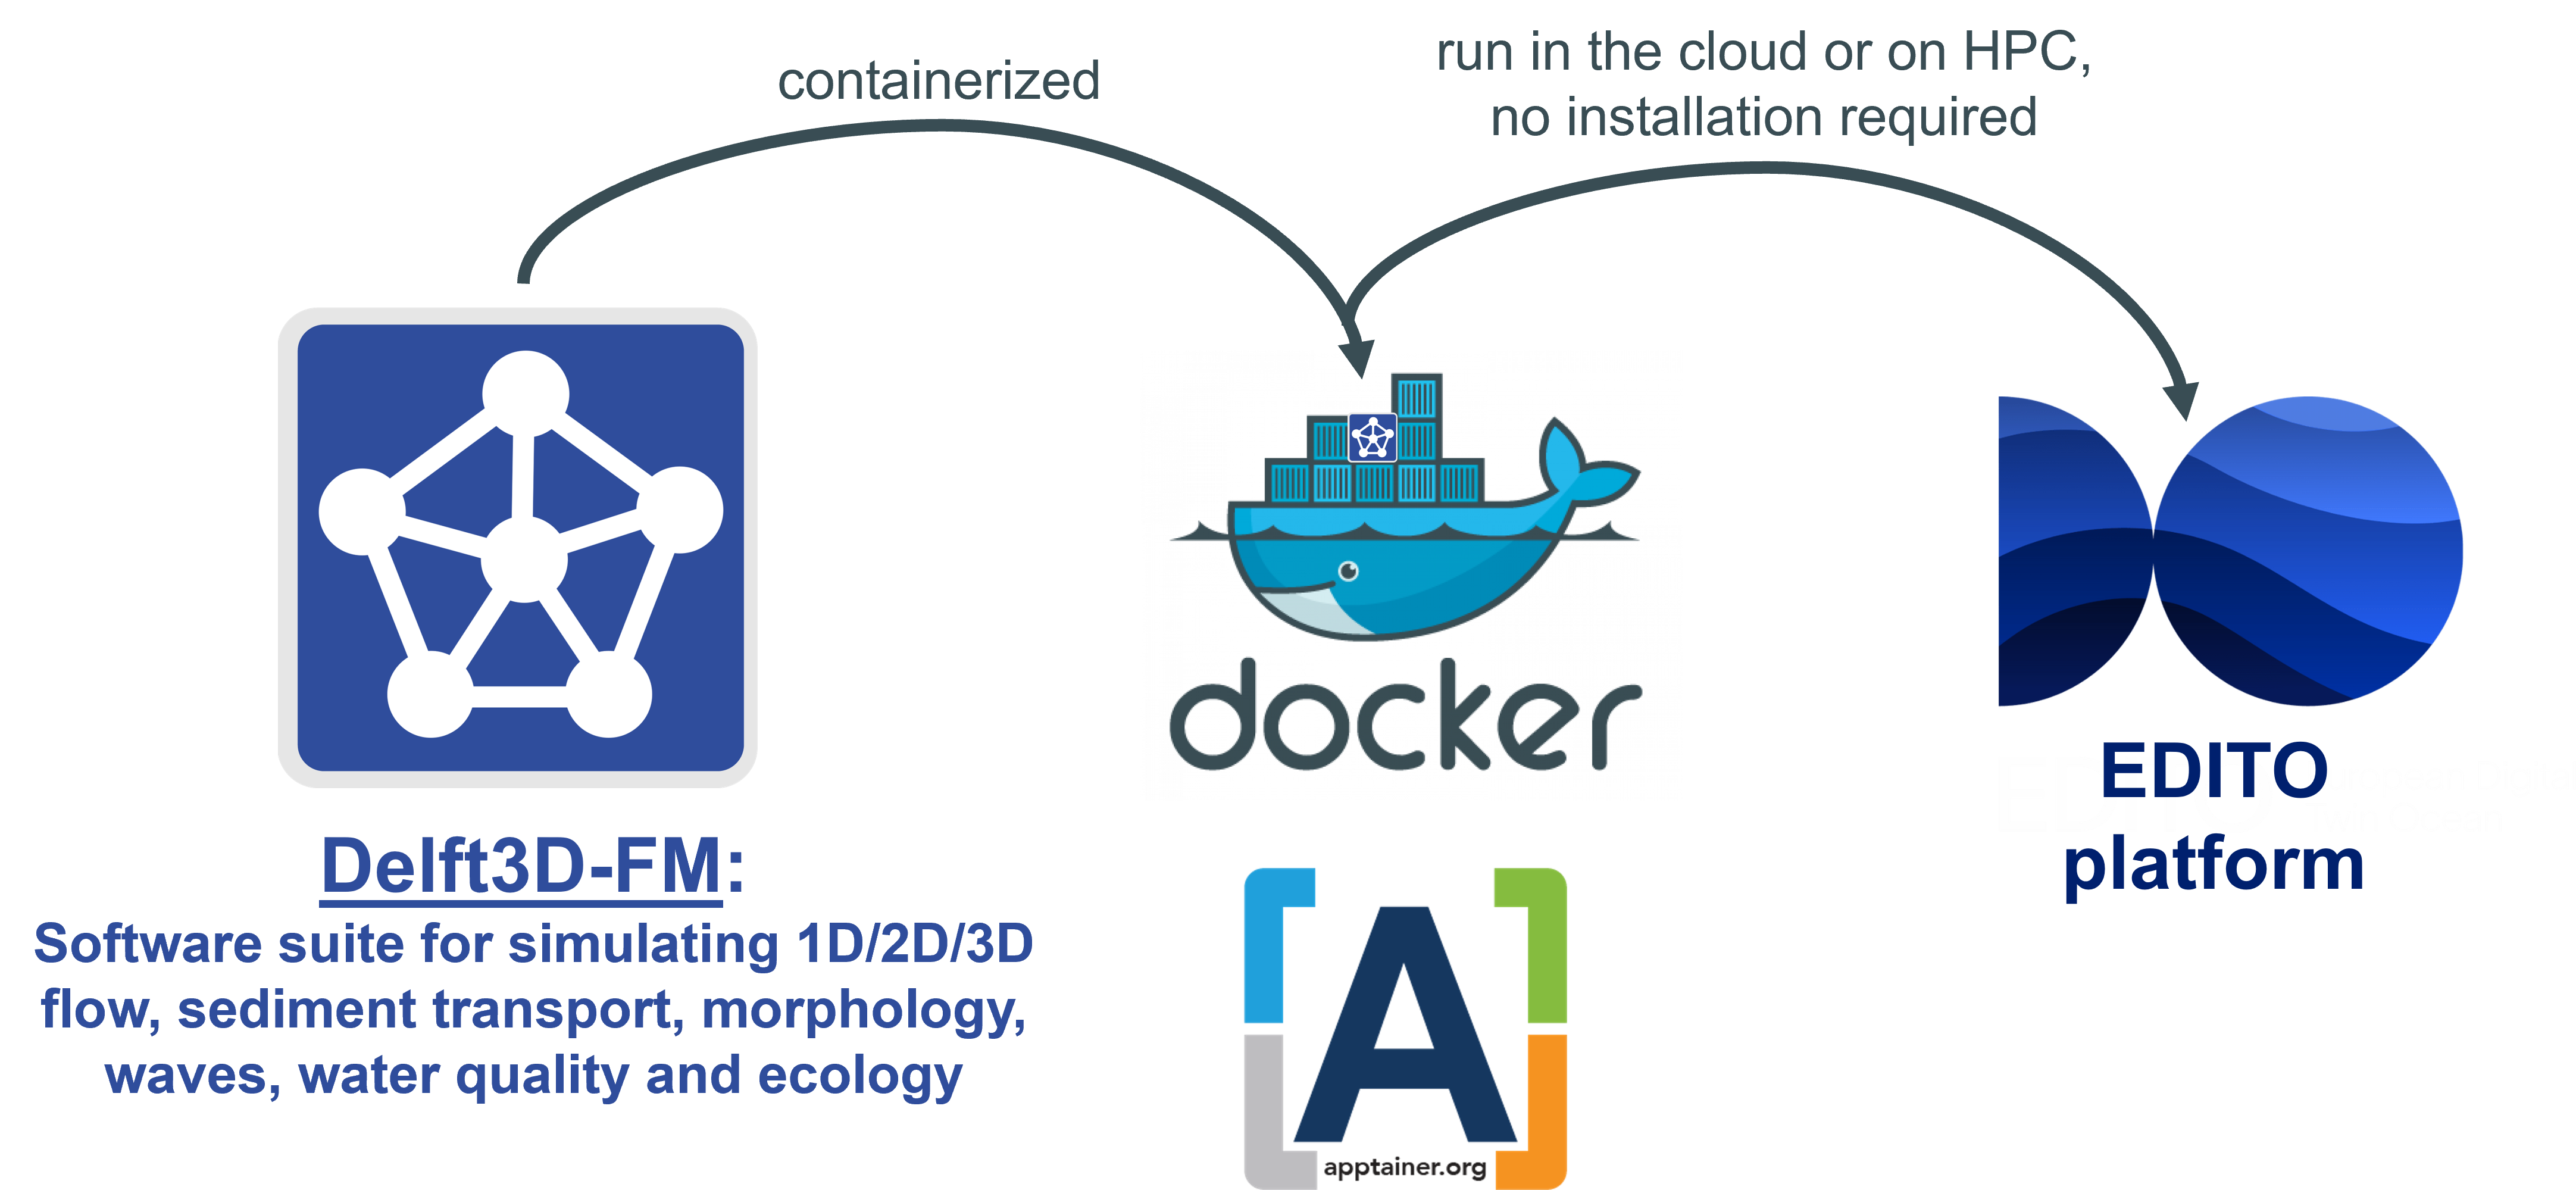 containerized
run in the cloud or on HPC,
no installation required
Delft3D-FM:
Software suite for simulating 1D/2D/3D
flow, sediment transport, morphology,
waves, water quality and ecology
docker
A
apptainer.org
EDITO
platform